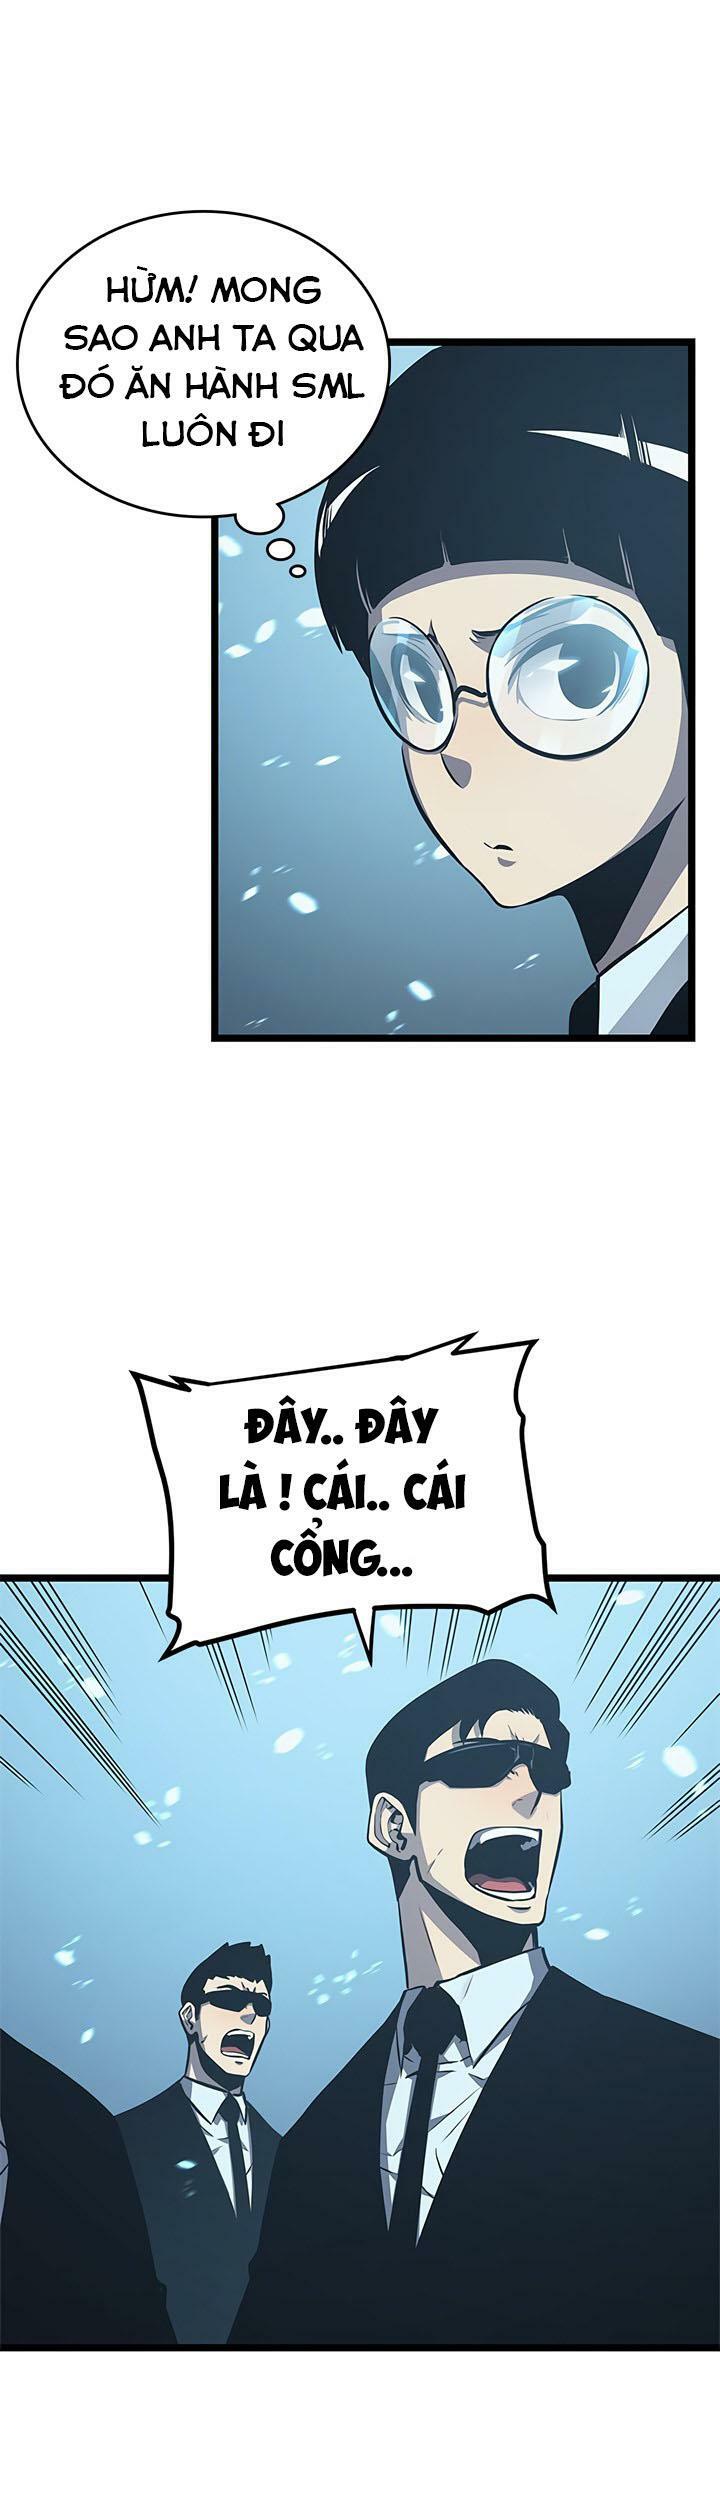 HỪM! MONG
SAO ANH TA QUA
ĐÓ ĂN HÀNH SML
LUÔN ĐI
ĐÂY.. ĐÂY
LÀ ! CÁI.. CÁI
CỔNG...